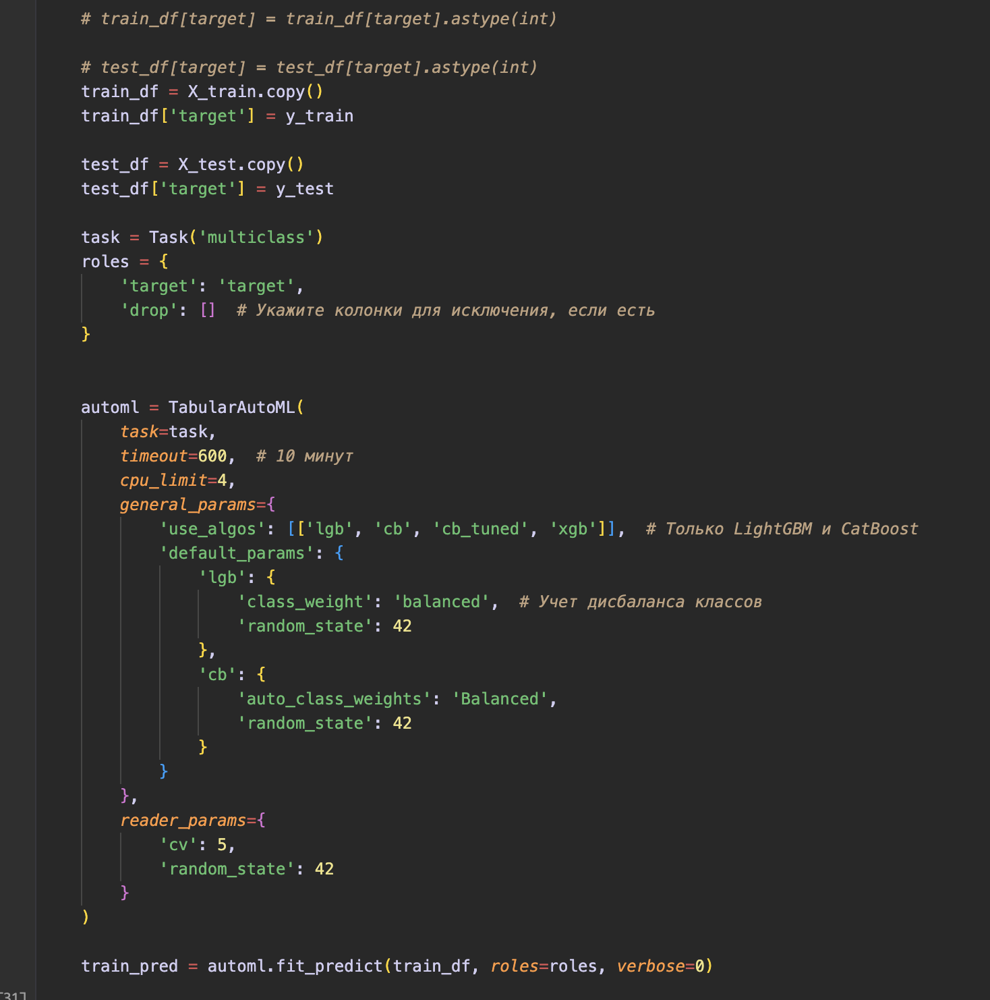 # train_df[target] = train_df[target].astype(int)
# test_df[target] = test_df[target].astype(int)
train_df = X_train.copy()
train_df['target'] = y_train
test_df = X_test.copy()
test_df['target'] = y_test
task = Task('multiclass')
roles = {
    'target': 'target',
    'drop': []  # Укажите колонки для исключения, если есть
}
automl = TabularAutoML(
    task=task,
    timeout=600,  # 10 минут
    cpu_limit=4,
    general_params={
        'use_algos': [['lgb', 'cb', 'cb_tuned', 'xgb']],  # Только LightGBM и CatBoost
        'default_params': {
            'lgb': {
                'class_weight': 'balanced',  # Учет дисбаланса классов
                'random_state': 42
            },
            'cb': {
                'auto_class_weights': 'Balanced',
                'random_state': 42
            }
        }
    },
    reader_params={
        'cv': 5,
        'random_state': 42
    }
)
train_pred = automl.fit_predict(train_df, roles=roles, verbose=0)
[31]